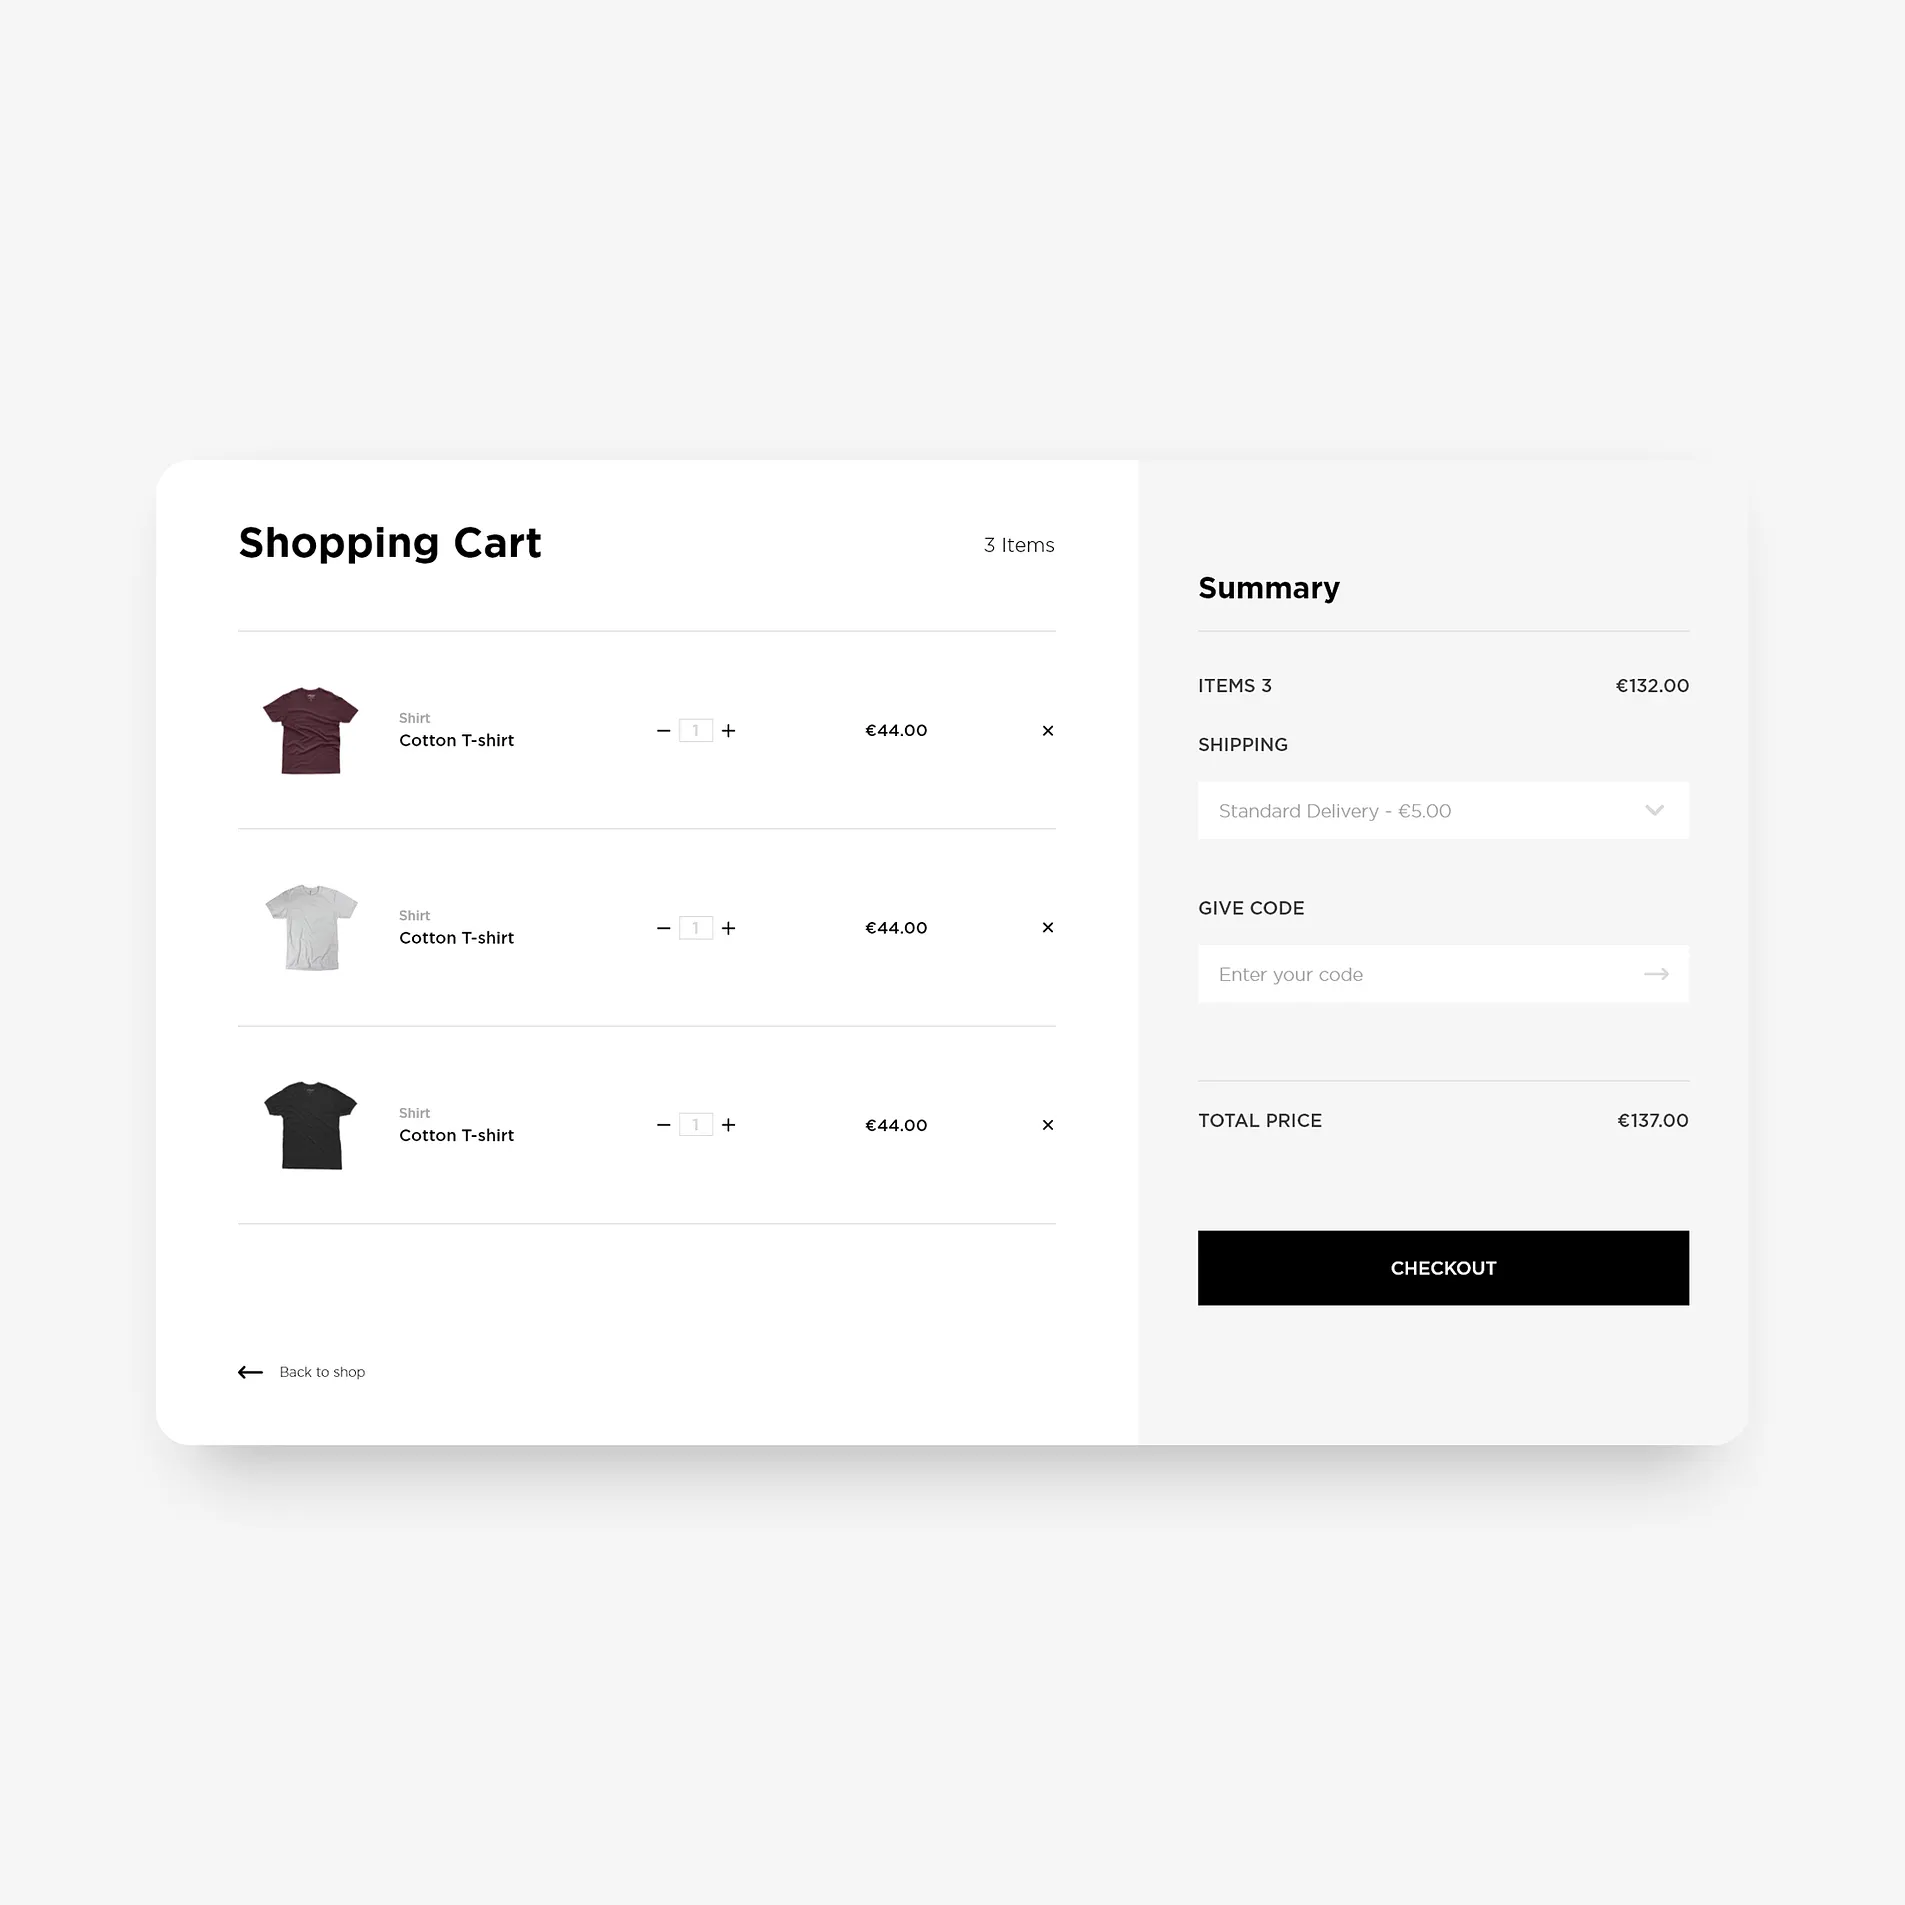 Shopping Cart
3 Items
Shirt
Cotton T-shirt
1
€44.00
Shirt
Cotton T-shirt
1
€44.00
Shirt
Cotton T-shirt
1
€44.00
Back to shop
Summary
ITEMS 3 €132.00
SHIPPING
Standard Delivery - €5.00
GIVE CODE
Enter your code
TOTAL PRICE €137.00
CHECKOUT